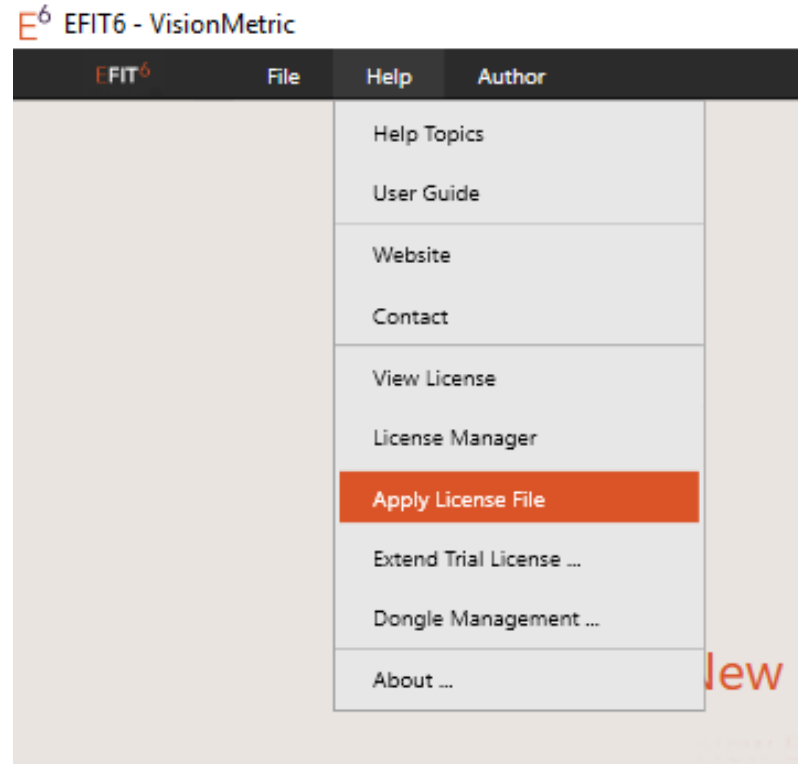 E6 EFIT6 - VisionMetric
EFIT6 File Help Author
Help Topics
User Guide
Website
Contact
View License
License Manager
Apply License File
Extend Trial License ...
Dongle Management ...
About ...